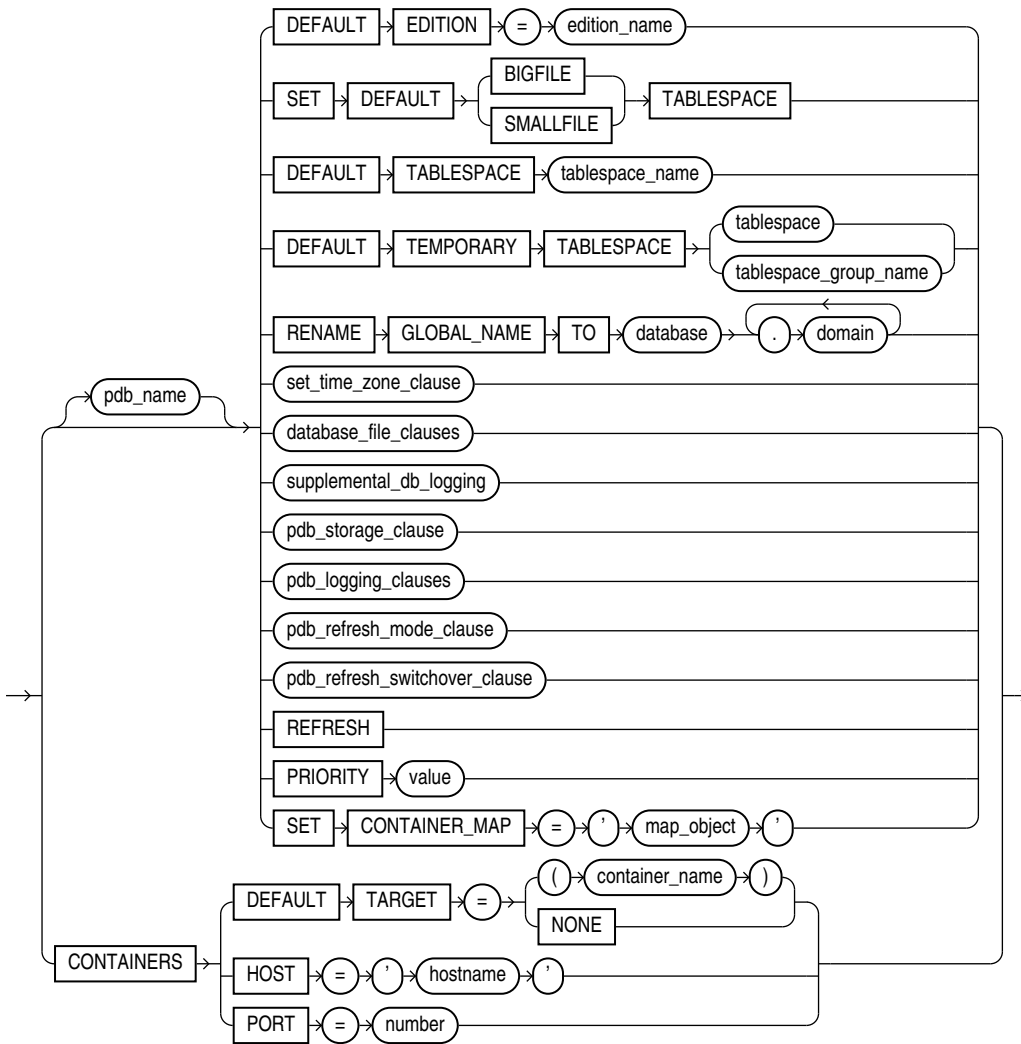 DEFAULT EDITION = edition_name
BIGFILE
SET DEFAULT TABLESPACE
SMALLFILE
DEFAULT TABLESPACE tablespace_name
tablespace
DEFAULT TEMPORARY TABLESPACE
tablespace_group_name
RENAME GLOBAL_NAME TO database . domain
set_time_zone_clause
pdb_name
database_file_clauses
supplemental_db_logging
pdb_storage_clause
pdb_logging_clauses
pdb_refresh_mode_clause
pdb_refresh_switchover_clause
REFRESH
PRIORITY value
SET CONTAINER_MAP = ’ map_object ’
( container_name )
DEFAULT TARGET =
NONE
CONTAINERS
HOST = ’ hostname ’
PORT = number